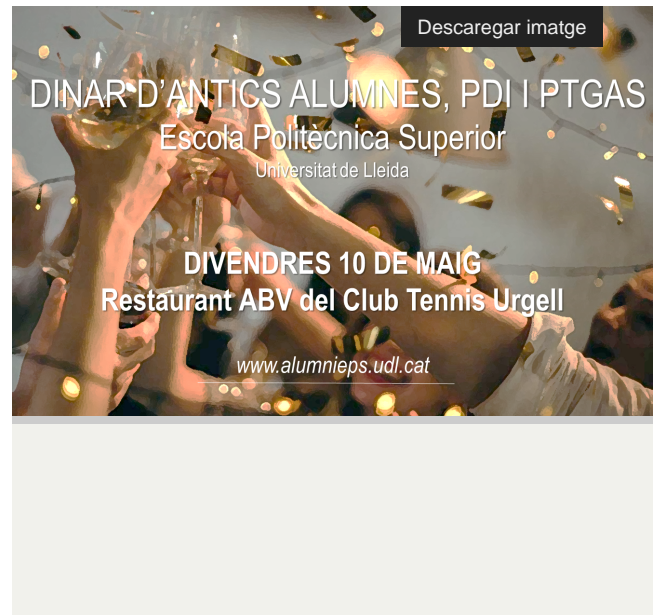 Descaregar imatge
DINAR D'ANTICS ALUMNES, PDI I PTGAS
Escola Politècnica Superior
Universitat de Lleida
DIVENDRES 10 DE MAIG
Restaurant ABV del Club Tennis Urgell
www.alumnieps.udl.cat